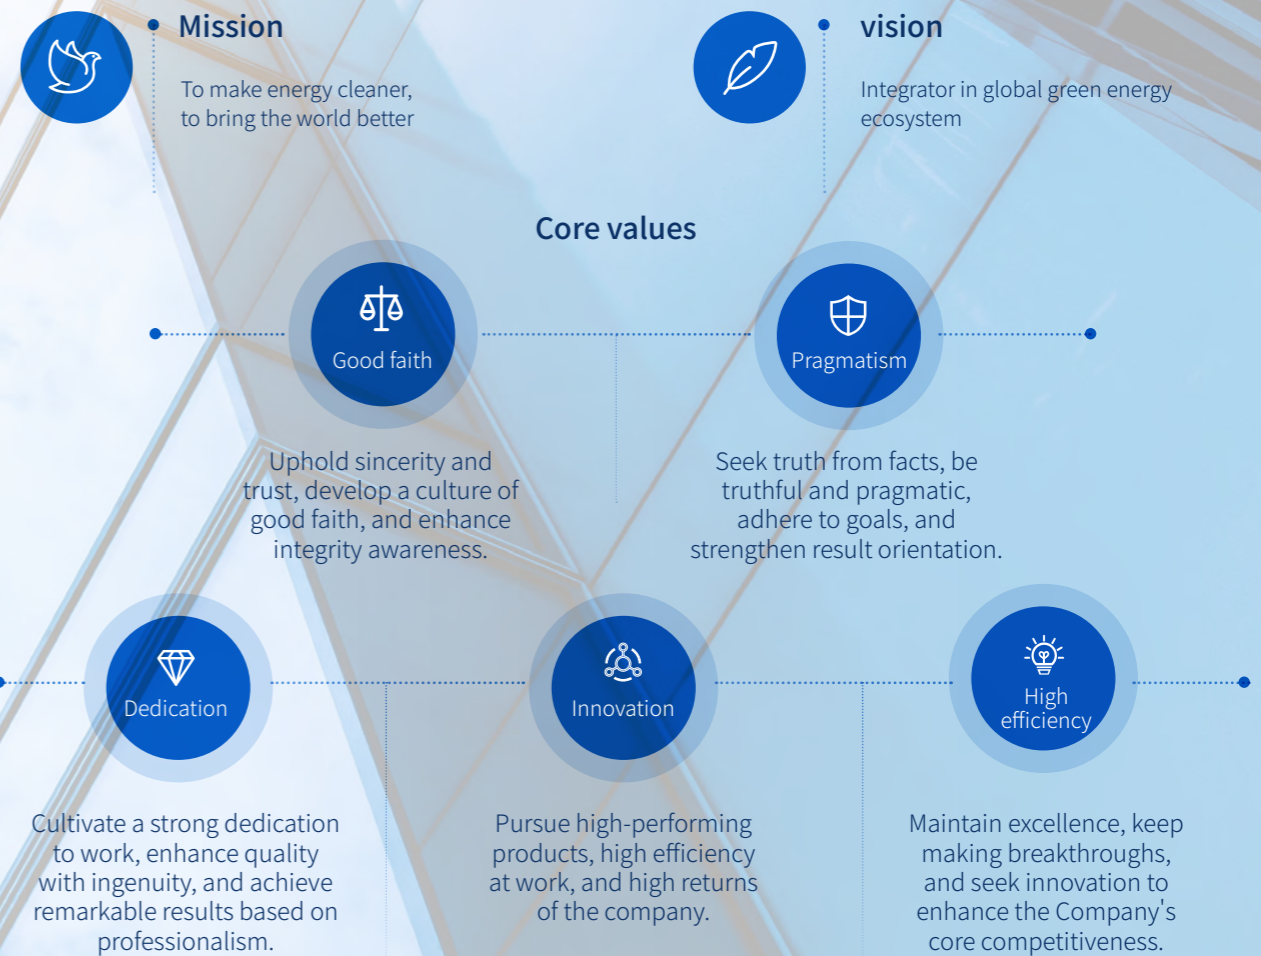 Mission
To make energy cleaner,
to bring the world better
vision
Integrator in global green energy
ecosystem
Core values
Good faith
Uphold sincerity and
trust, develop a culture of
good faith, and enhance
integrity awareness.
Pragmatism
Seek truth from facts, be
truthful and pragmatic,
adhere to goals, and
strengthen result orientation.
Dedication
Cultivate a strong dedication
to work, enhance quality
with ingenuity, and achieve
remarkable results based on
professionalism.
Innovation
Pursue high-performing
products, high efficiency
at work, and high returns
of the company.
High
efficiency
Maintain excellence, keep
making breakthroughs,
and seek innovation to
enhance the Company's
core competitiveness.